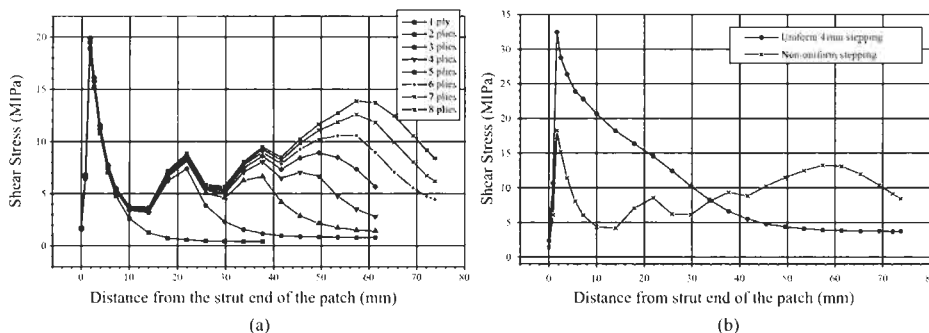 1 ply
2 plies
3 plies
4 plies
5 plies
6 plies
7 plies
8 plies
Shear Stress (MPa)
20
15
10
5
0
0 10 20 30 40 50 60 70 80
Distance from the strut end of the patch (mm)
(a)
Uniform 4mm stepping
Non-uniform stepping
Shear Stress (MPa)
35
30
25
20
15
10
5
0
0 10 20 30 40 50 60 70 80
Distance from strut end of the patch (mm)
(b)